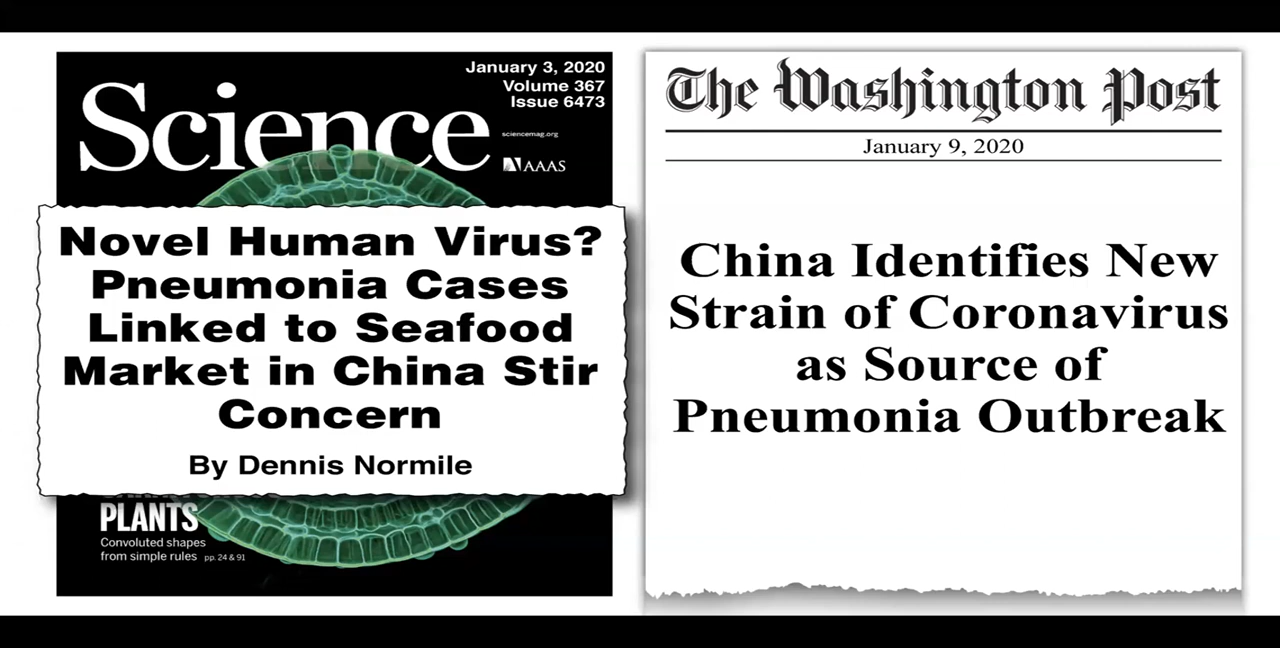 January 3, 2020
Volume 367
Issue 6473
Science
sciencemag.org
AAAS
Novel Human Virus?
Pneumonia Cases
Linked to Seafood
Market in China Stir
Concern
By Dennis Normile
PLANTS
Convoluted shapes
from simple rules pp. 24 & 91
The Washington Post
January 9, 2020
China Identifies New
Strain of Coronavirus
as Source of
Pneumonia Outbreak